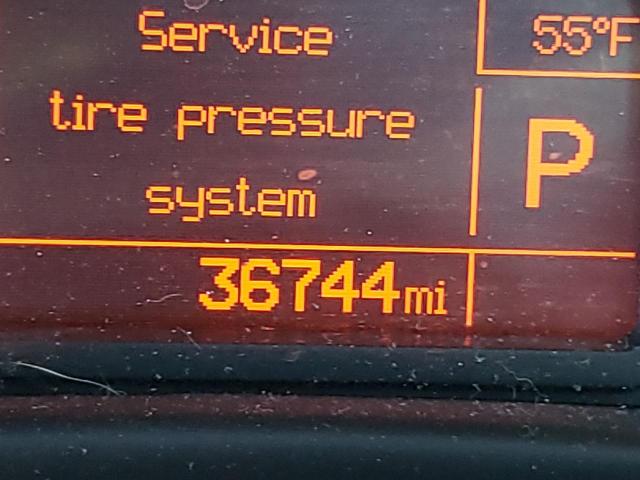 Service
55°F
tire pressure
P
system
36744mi